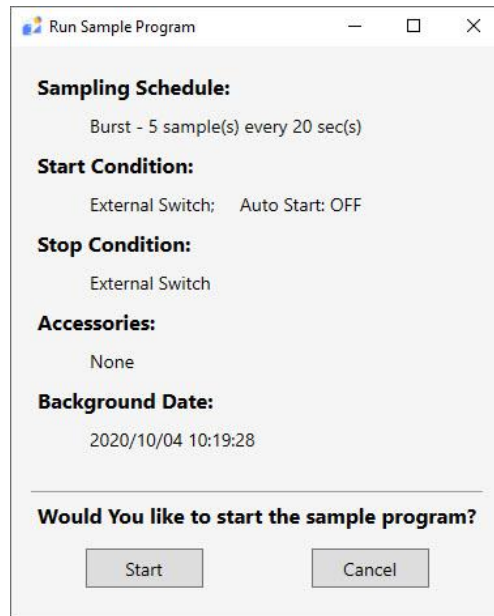 Run Sample Program
Sampling Schedule:
Burst - 5 sample(s) every 20 sec(s)
Start Condition:
External Switch;    Auto Start: OFF
Stop Condition:
External Switch
Accessories:
None
Background Date:
2020/10/04 10:19:28
Would You like to start the sample program?
Start    Cancel